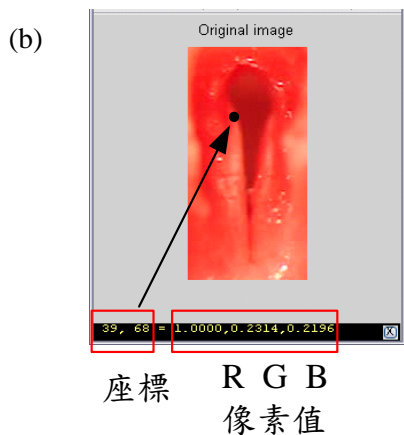 (b)
Original image
39, 68 = 1.0000,0.2314,0.2196 X
座標 R G B
像素值